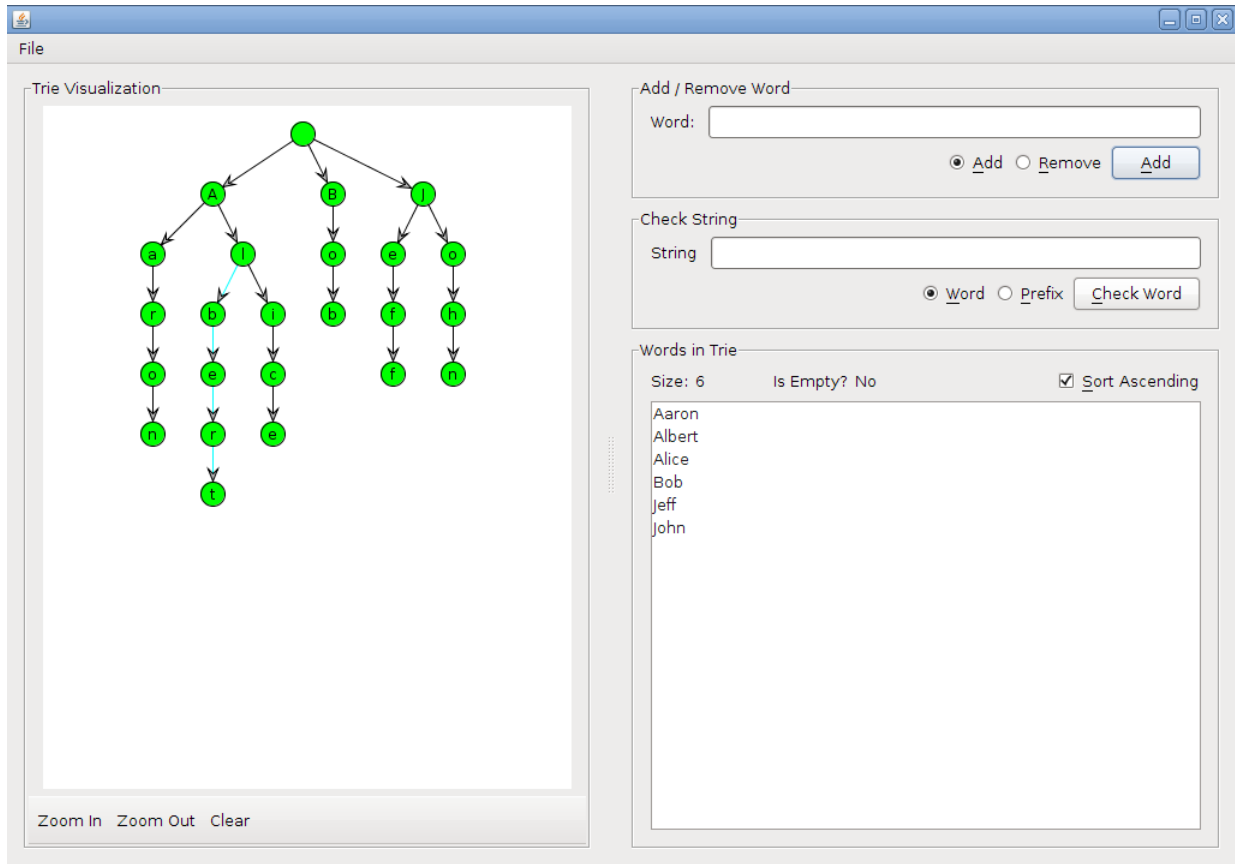 File
Trie Visualization
A B J
a l o e o
r b i b f h
o e c f n
n r e
t
Zoom In Zoom Out Clear
Add / Remove Word
Word:
Add Remove Add
Check String
String
Word Prefix Check Word
Words in Trie
Size: 6 Is Empty? No Sort Ascending
Aaron
Albert
Alice
Bob
Jeff
John